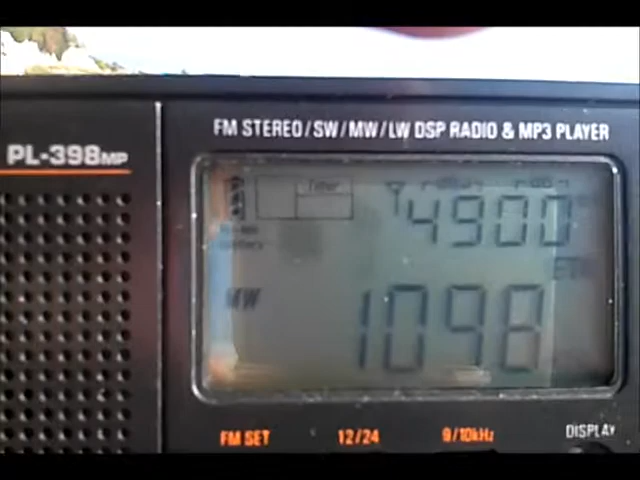 FM STEREO/SW/MW/LW DSP RADIO & MP3 PLAYER
PL-398MP
Timer
4900
MW
1098
FM SET
12/24
9/10kHz
DISPLAY